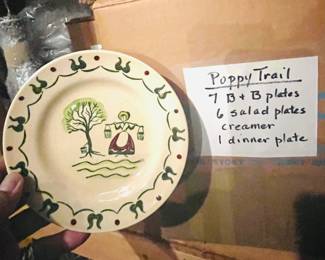 Poppy Trail
7 B + B plates
6 salad plates
creamer
1 dinner plate